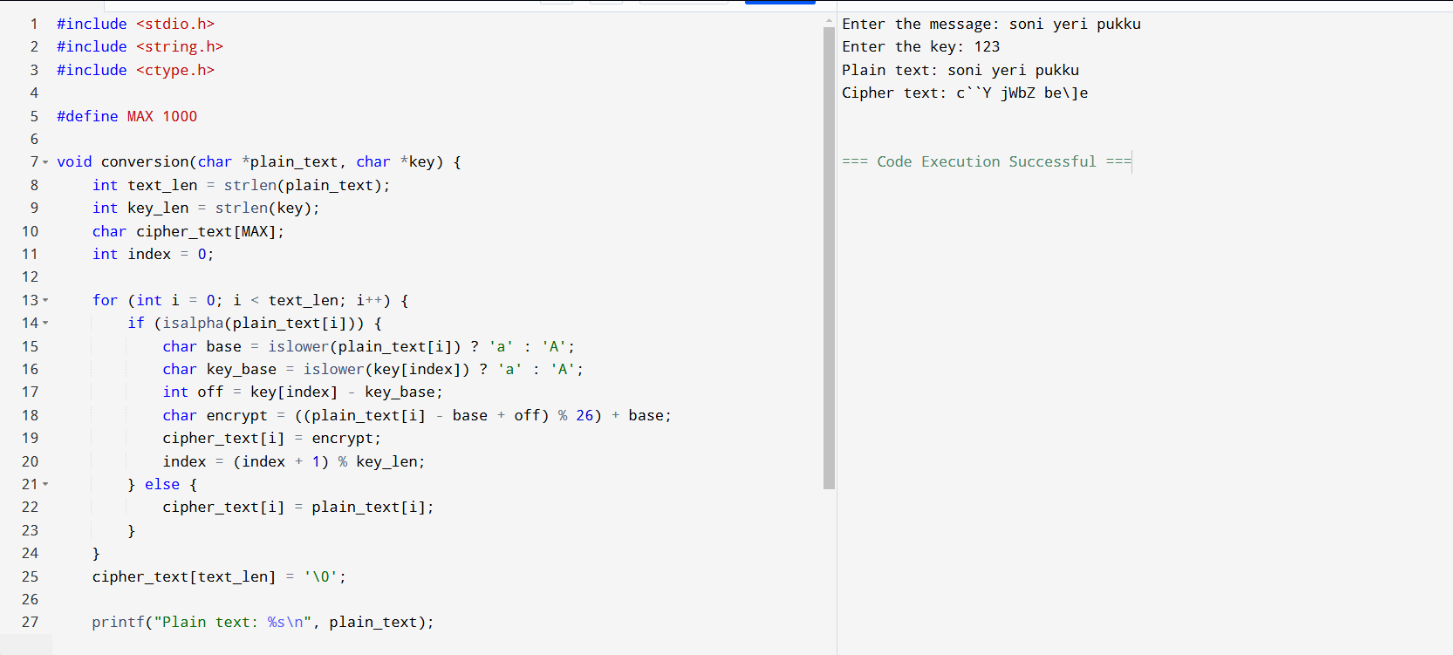 1 #include <stdio.h>
2 #include <string.h>
3 #include <ctype.h>
4
5 #define MAX 1000
6
7 void conversion(char *plain_text, char *key) {
8     int text_len = strlen(plain_text);
9     int key_len = strlen(key);
10     char cipher_text[MAX];
11     int index = 0;
12
13     for (int i = 0; i < text_len; i++) {
14         if (isalpha(plain_text[i])) {
15             char base = islower(plain_text[i]) ? 'a' : 'A';
16             char key_base = islower(key[index]) ? 'a' : 'A';
17             int off = key[index] - key_base;
18             char encrypt = ((plain_text[i] - base + off) % 26) + base;
19             cipher_text[i] = encrypt;
20             index = (index + 1) % key_len;
21         } else {
22             cipher_text[i] = plain_text[i];
23         }
24     }
25     cipher_text[text_len] = '\0';
26
27     printf("Plain text: %s\n", plain_text);
Enter the message: soni yeri pukku
Enter the key: 123
Plain text: soni yeri pukku
Cipher text: c``Y jWbZ be\]e
=== Code Execution Successful ===